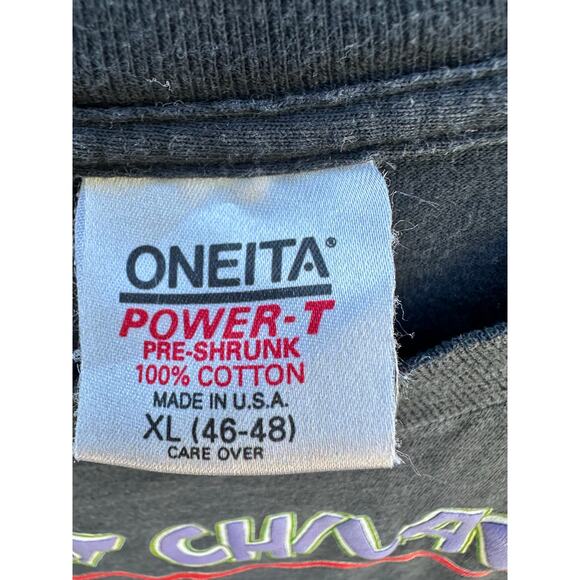 ONEITA®
POWER-T
PRE-SHRUNK
100% COTTON
MADE IN U.S.A.
XL (46-48)
CARE OVER